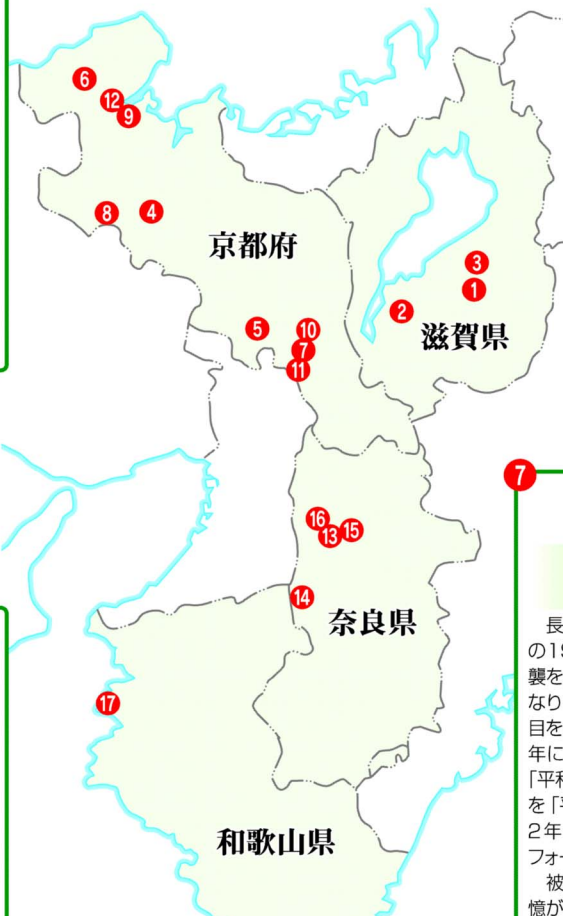 6
12
9
8
4
京都府
3
1
2
滋賀県
5
10
7
11
7
16
13
15
14
奈良県
17
和歌山県
長
の19
襲を
なり
目を
年に
「平和
を「平
2年
フォー
被
憶が